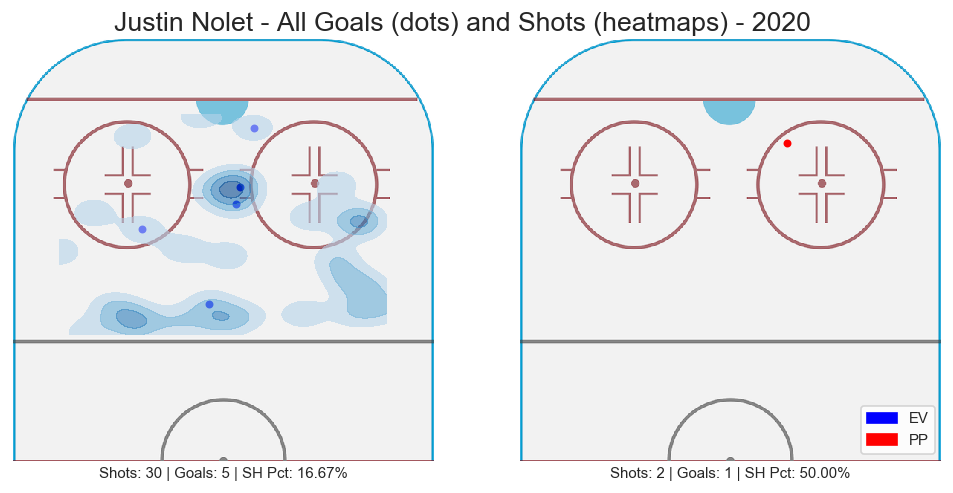 Justin Nolet - All Goals (dots) and Shots (heatmaps) - 2020
EV
PP
Shots: 30 | Goals: 5 | SH Pct: 16.67%
Shots: 2 | Goals: 1 | SH Pct: 50.00%